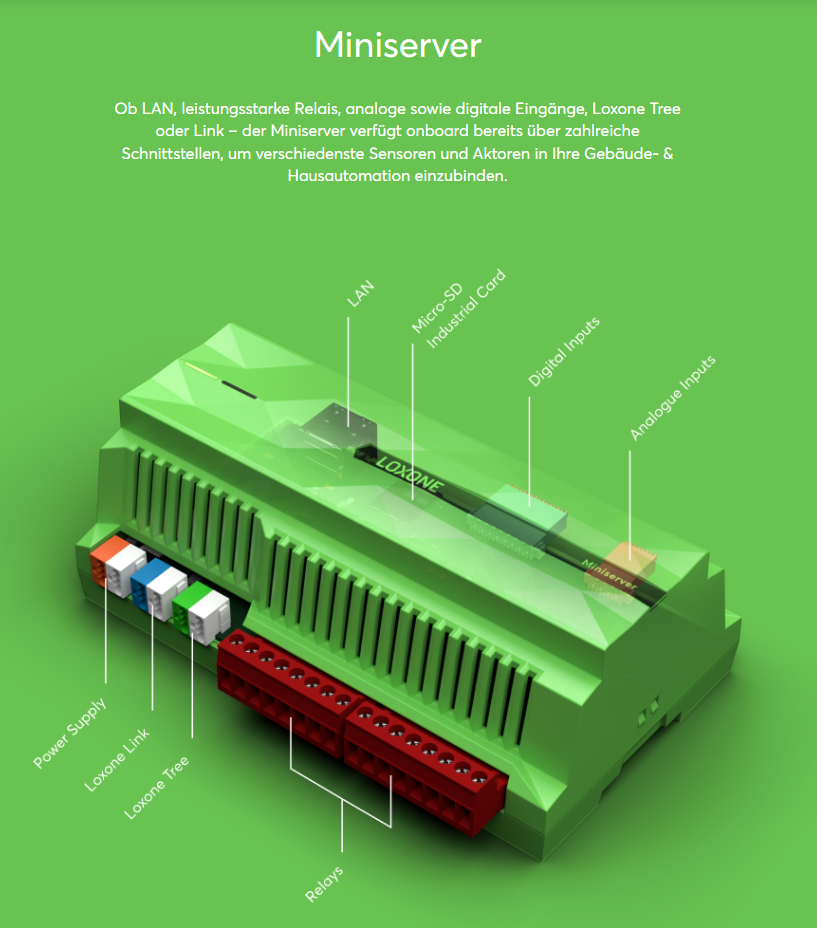 Miniserver
Ob LAN, leistungsstarke Relais, analoge sowie digitale Eingänge, Loxone Tree
oder Link – der Miniserver verfügt onboard bereits über zahlreiche
Schnittstellen, um verschiedenste Sensoren und Aktoren in Ihre Gebäude- &
Hausautomation einzubinden.
LAN
Micro-SD
Industrial Card
Digital Inputs
Analogue Inputs
LOXONE
Miniserver
Power Supply
Loxone Link
Loxone Tree
Relays